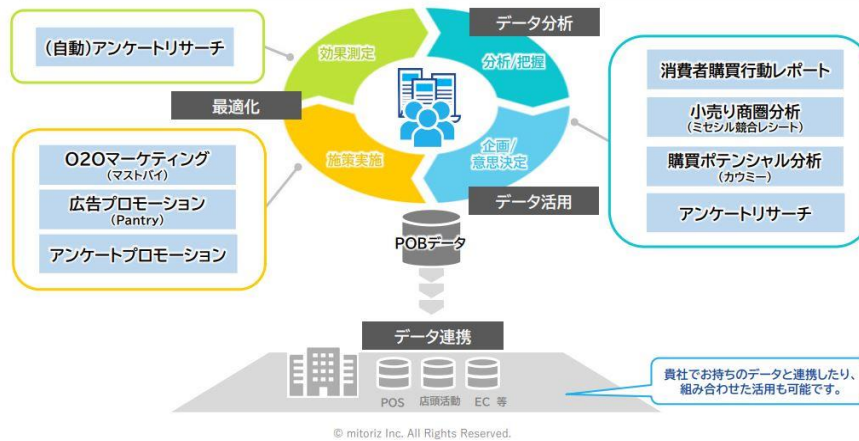 (自動)アンケートリサーチ
最適化
O2Oマーケティング
(マストバイ)
広告プロモーション
(Pantry)
アンケートプロモーション
効果測定
データ分析
分析/把握
施策実施
企画/
意思決定
データ活用
消費者購買行動レポート
小売り商圏分析
(ミセシル競合レシート)
購買ポテンシャル分析
(カウミー)
アンケートリサーチ
POBデータ
データ連携
POS
店頭活動
EC 等
貴社でお持ちのデータと連携したり、
組み合わせた活用も可能です。
© mitoriz Inc. All Rights Reserved.